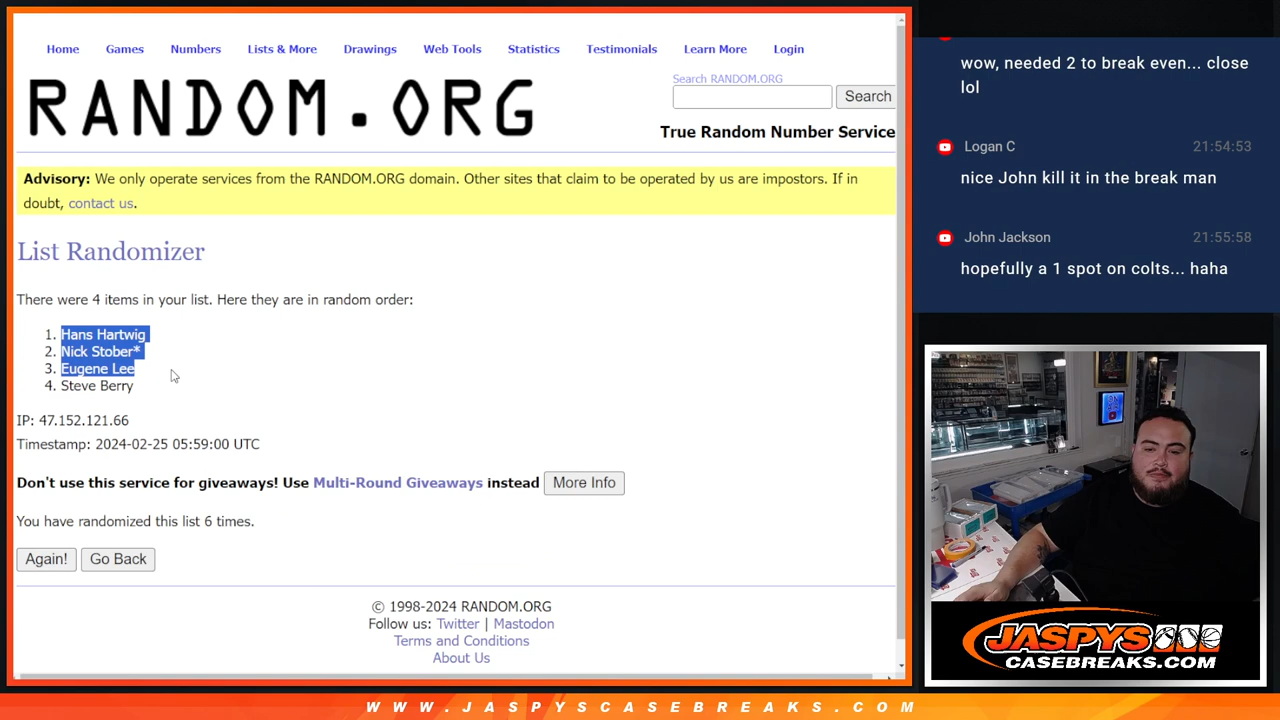 Home Games Numbers Lists & More Drawings Web Tools Statistics Testimonials Learn More Login
RANDOM.ORG
Search RANDOM.ORG
Search
True Random Number Service
Advisory: We only operate services from the RANDOM.ORG domain. Other sites that claim to be operated by us are impostors. If in
doubt, contact us.
List Randomizer
There were 4 items in your list. Here they are in random order:
1. Hans Hartwig
2. Nick Stober*
3. Eugene Lee
4. Steve Berry
IP: 47.152.121.66
Timestamp: 2024-02-25 05:59:00 UTC
Don't use this service for giveaways! Use Multi-Round Giveaways instead More Info
You have randomized this list 6 times.
Again! Go Back
© 1998-2024 RANDOM.ORG
Follow us: Twitter | Mastodon
Terms and Conditions
About Us
wow, needed 2 to break even... close
lol
Logan C 21:54:53
nice John kill it in the break man
John Jackson 21:55:58
hopefully a 1 spot on colts... haha
JASPYS
CASEBREAKS.COM
WWW.JASPYSCASEBREAKS.COM